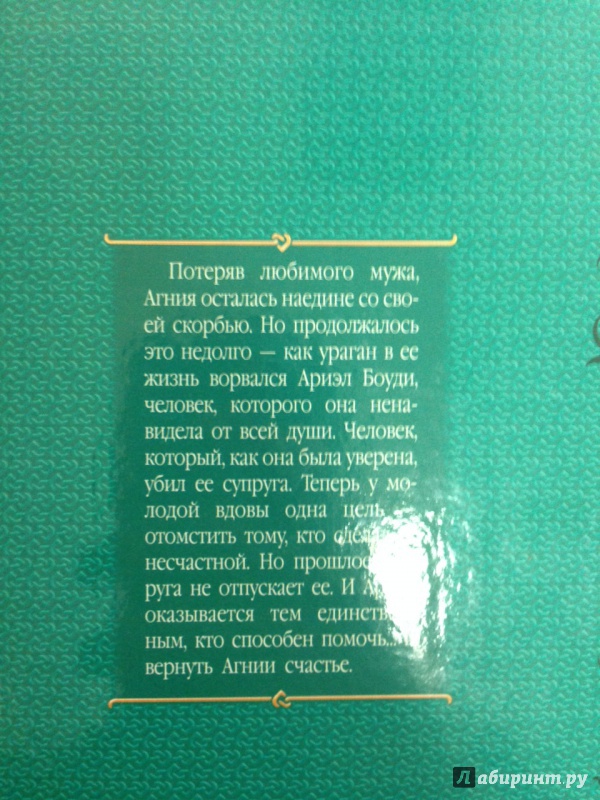 Потеряв любимого мужа,
Агния осталась наедине со сво-
ей скорбью. Но продолжалось
это недолго — как ураган в ее
жизнь ворвался Ариэл Боуди,
человек, которого она нена-
видела от всей души. Человек,
который, как она была уверена,
убил ее супруга. Теперь у мо-
лодой вдовы одна цель
отомстить тому, кто
несчастной. Но
руга не отпускает ее. И
оказывается тем
ным, кто способен помочь...
вернуть Агнии счастье.
Лабиринт.ру